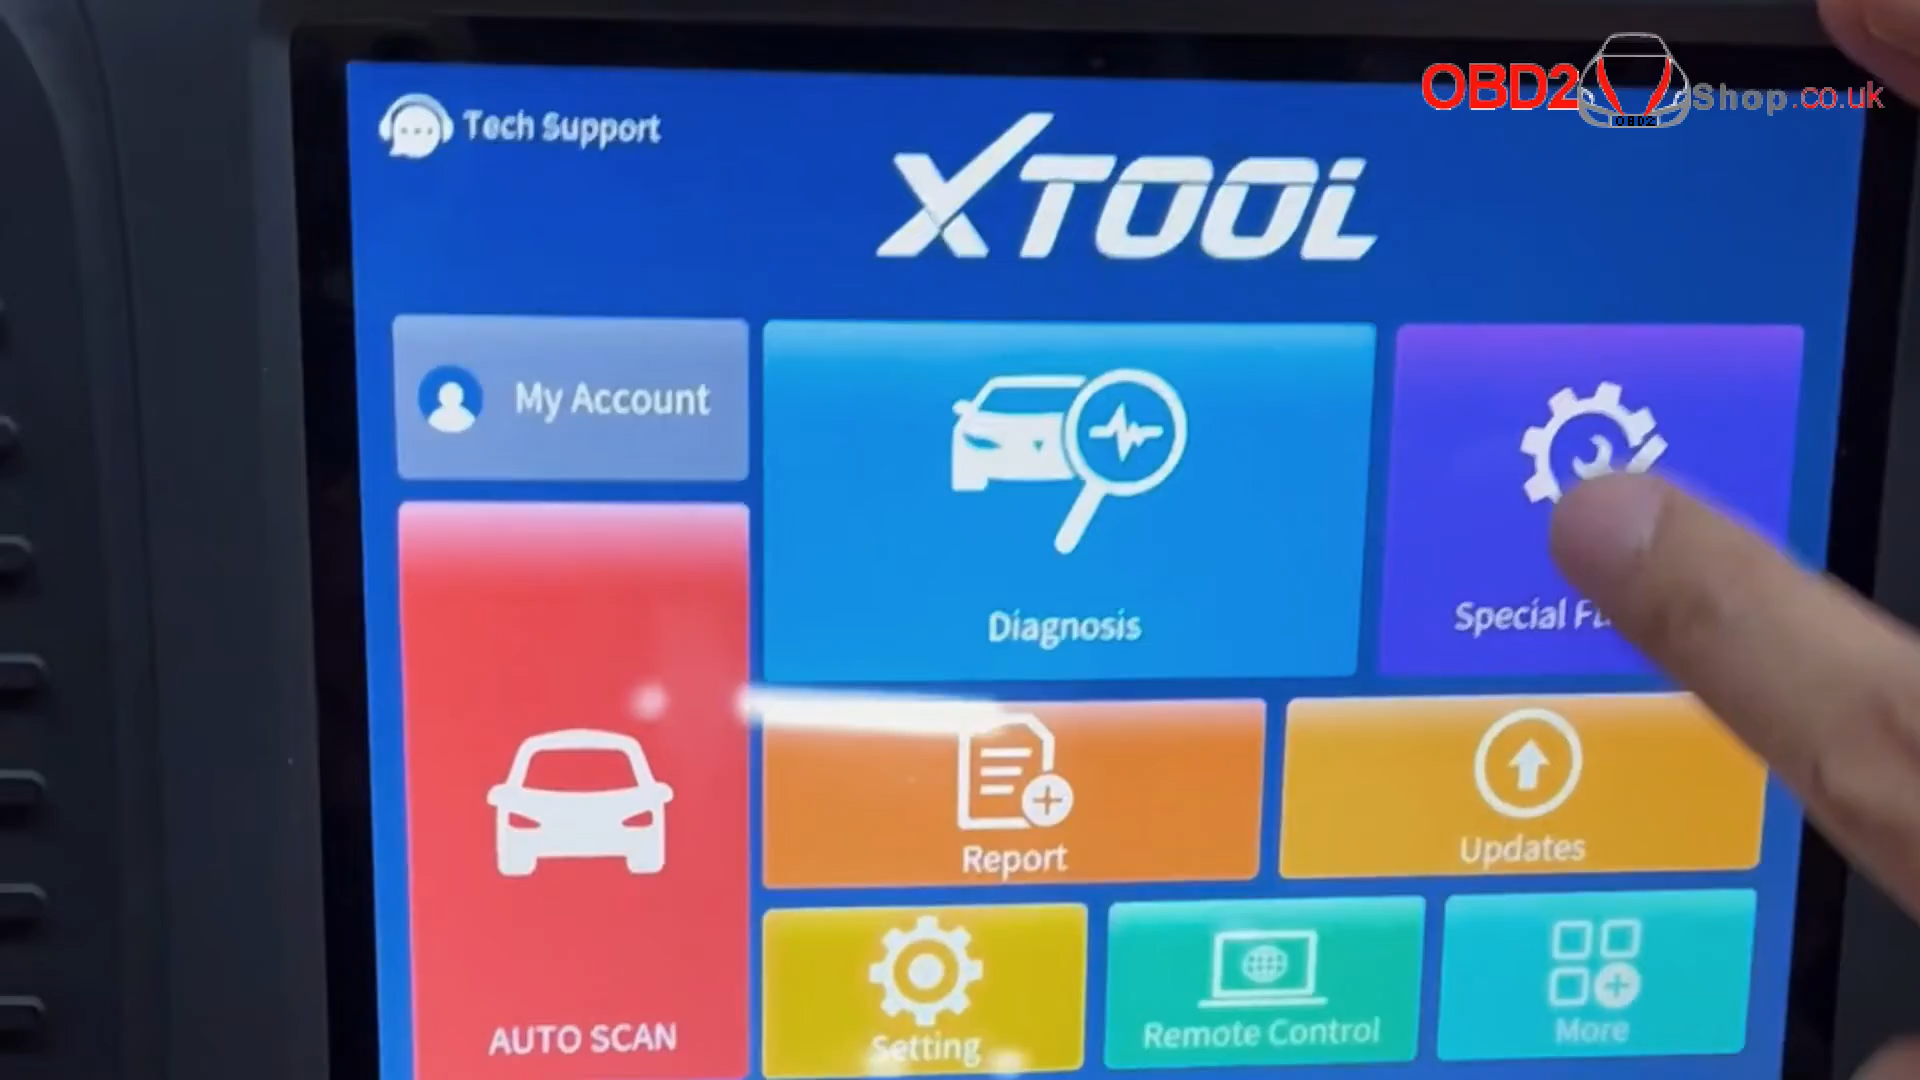 OBD2 Shop.co.uk
OBD2
Tech Support
XTOOL
My Account
Diagnosis
Special
Report
Updates
AUTO SCAN
Setting
Remote Control
More